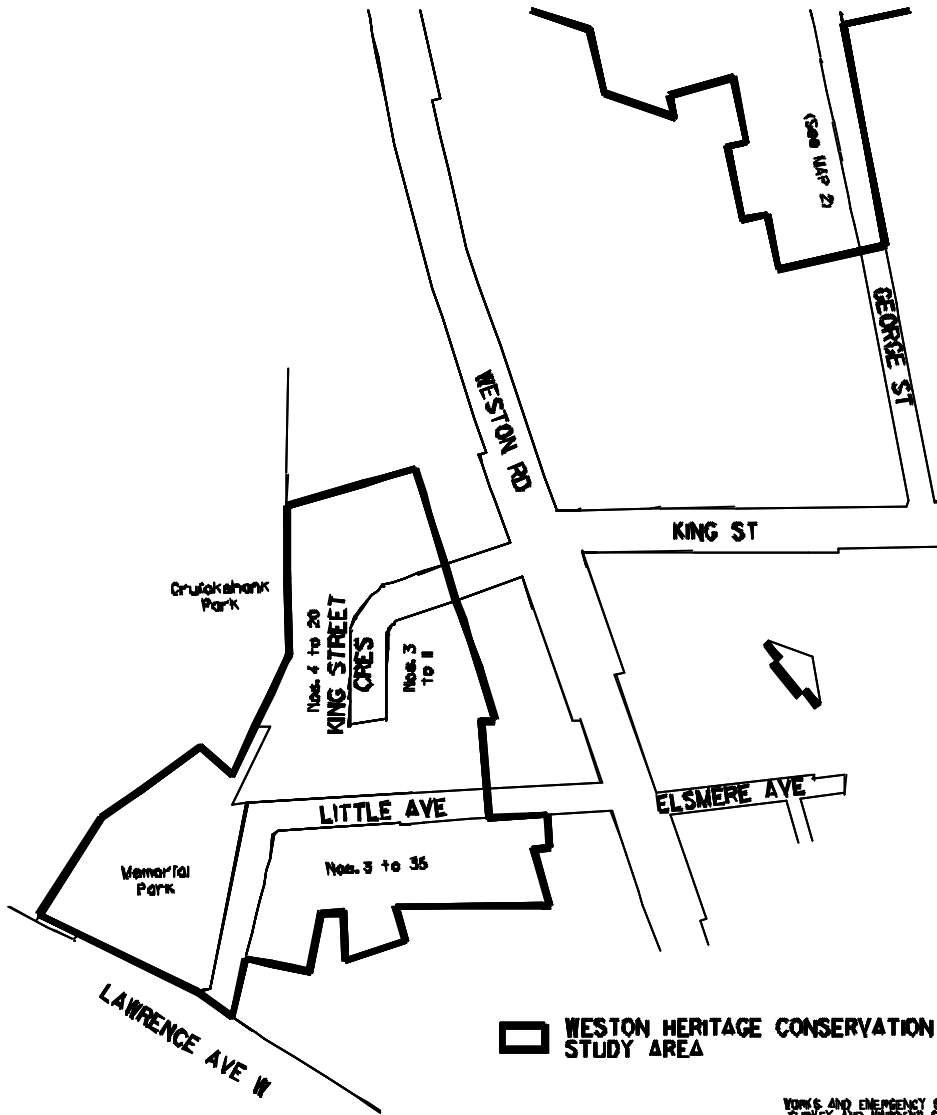 (See MAP 2)
GEORGE ST
WESTON RD
KING ST
Cruickshank
Park
Nos. 4 to 20
KING STREET
CRES
Nos. 3
to 11
ELSMERE AVE
LITTLE AVE
Nos. 3 to 35
Memorial
Park
LAWRENCE AVE W
WESTON HERITAGE CONSERVATION
STUDY AREA
WORKS AND EMERGENCY